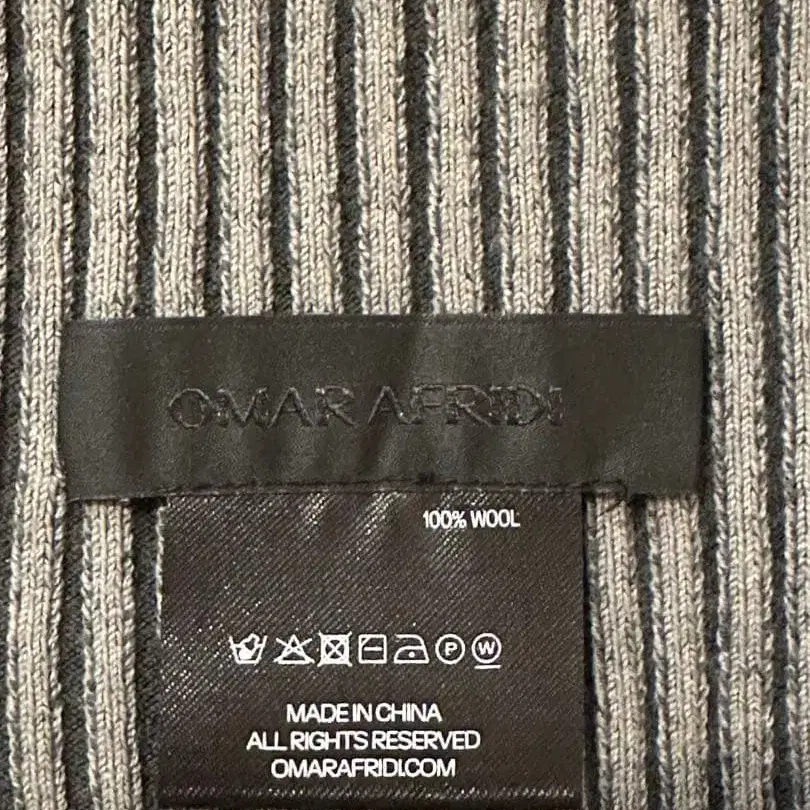 OMAR AFRIDI
100% WOOL
P W
MADE IN CHINA
ALL RIGHTS RESERVED
OMARAFRIDI.COM